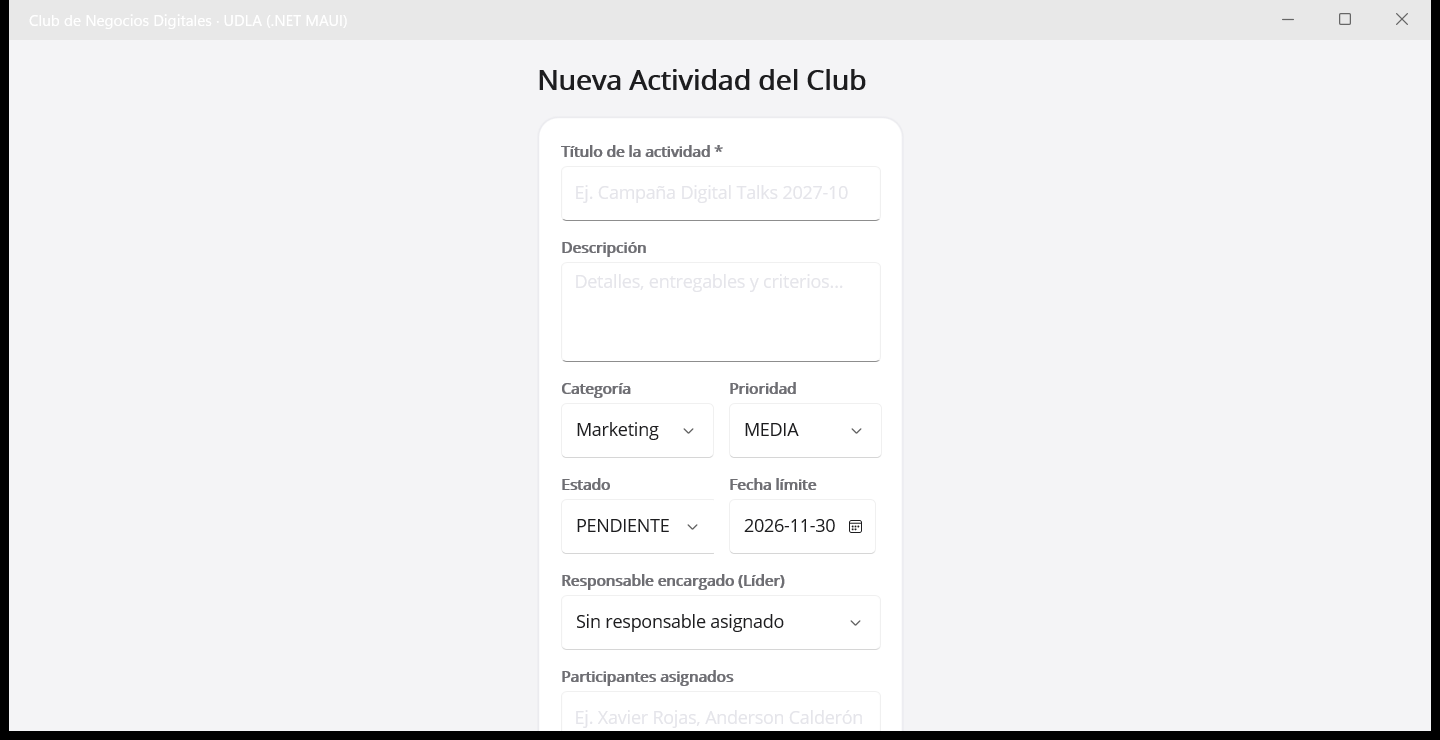 Club de Negocios Digitales · UDLA (.NET MAUI)
Nueva Actividad del Club
Título de la actividad *
Ej. Campaña Digital Talks 2027-10
Descripción
Detalles, entregables y criterios...
Categoría Prioridad
Marketing MEDIA
Estado Fecha límite
PENDIENTE 2026-11-30
Responsable encargado (Líder)
Sin responsable asignado
Participantes asignados
Ej. Xavier Rojas, Anderson Calderón